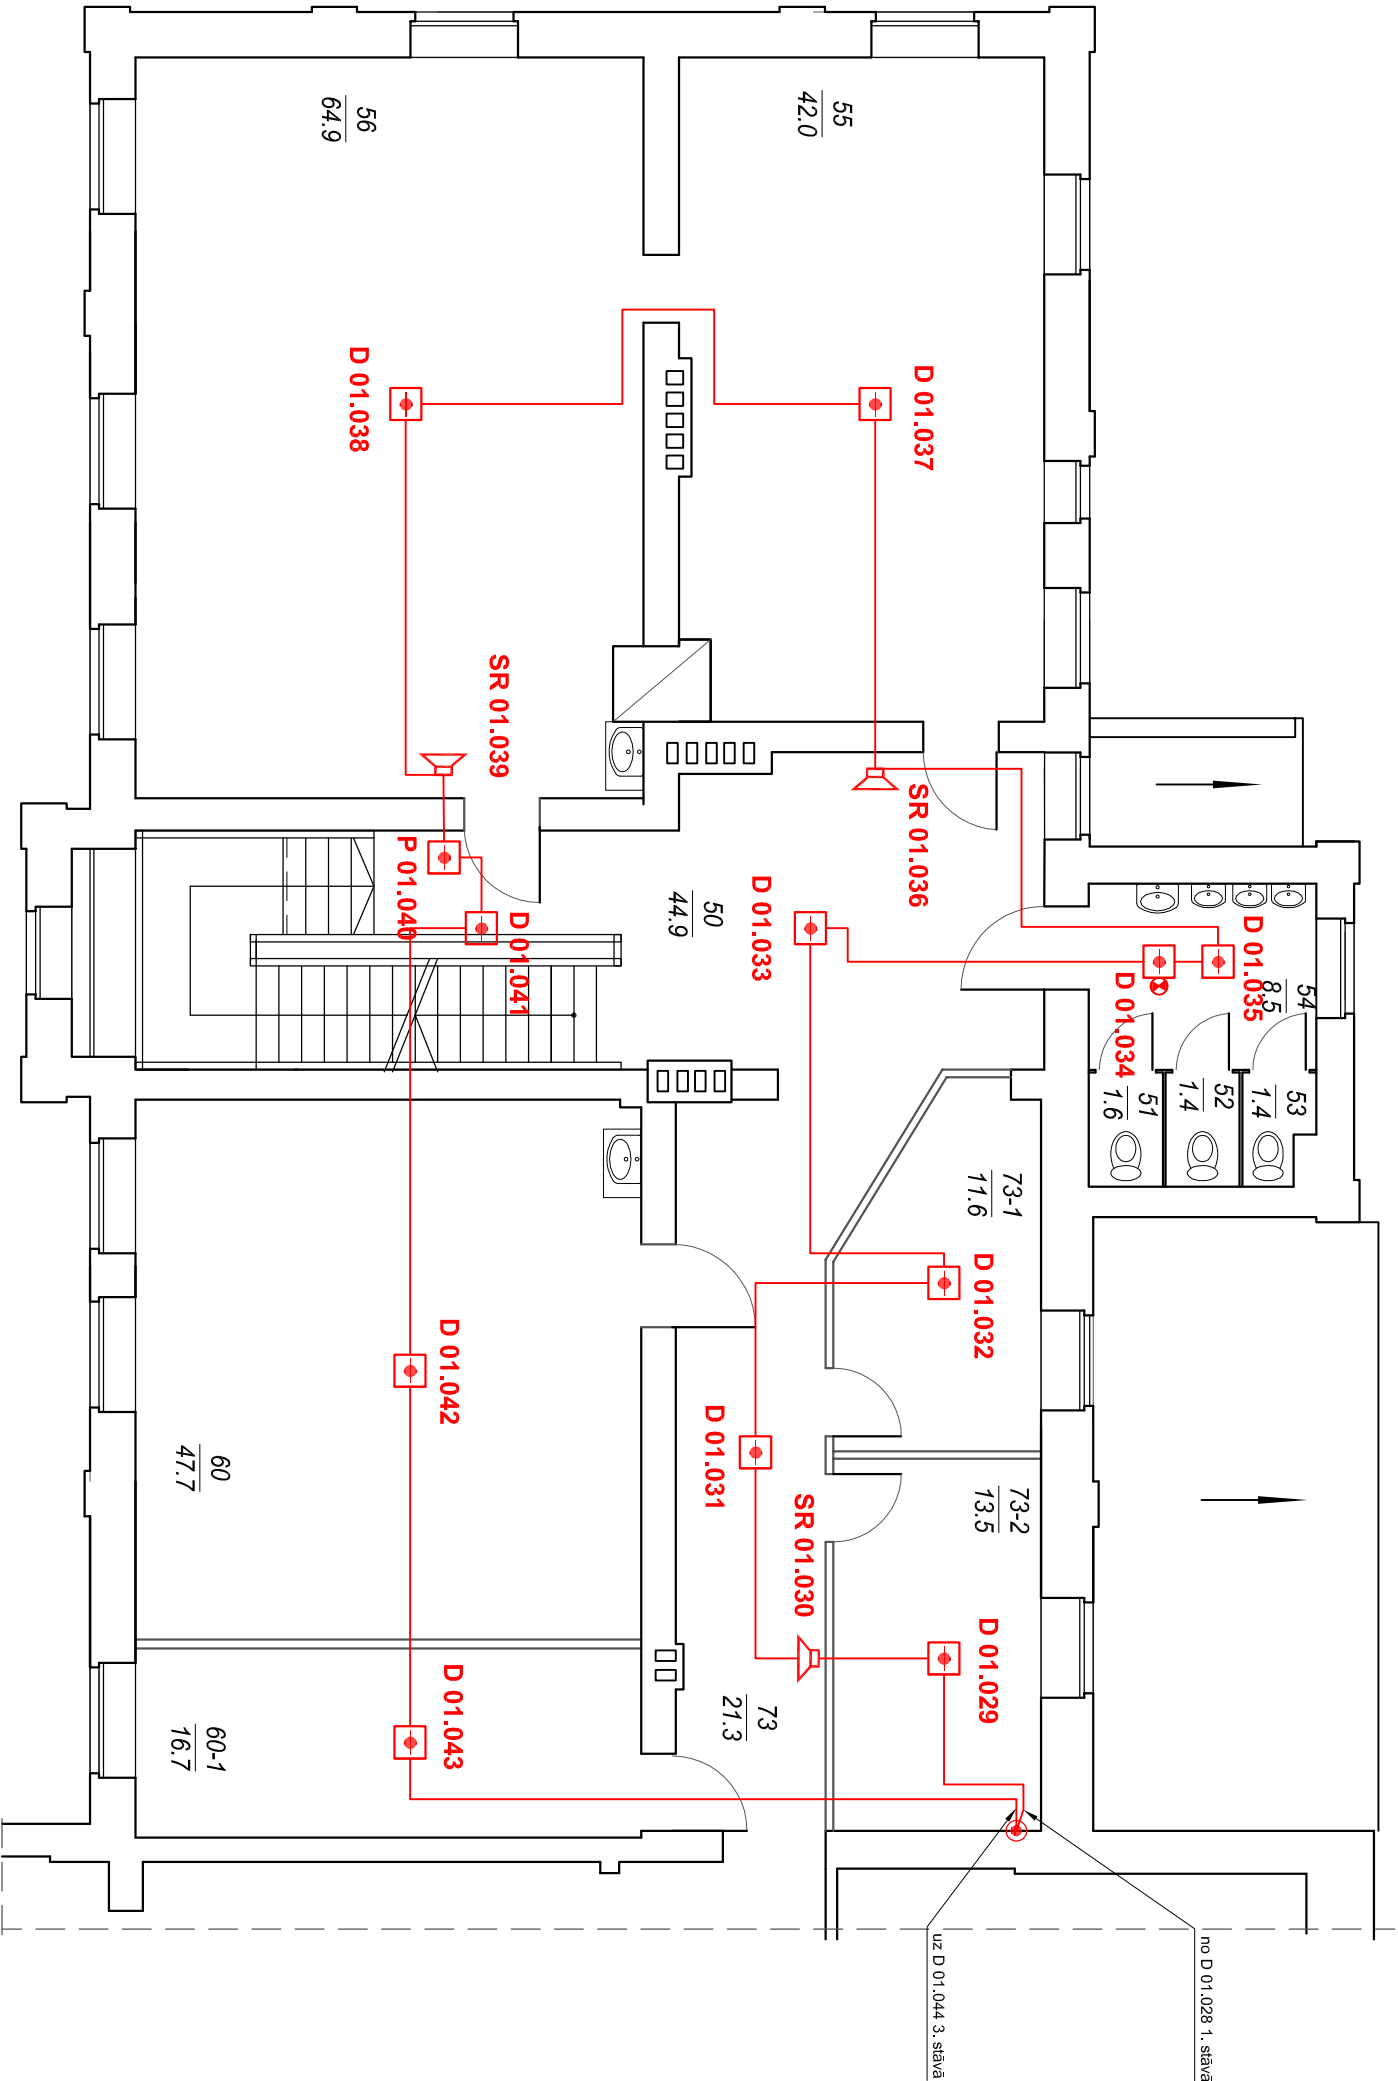 56
64.9
55
42.0
D 01.038
D 01.037
SR 01.039
SR 01.036
P 01.040
D 01.041
50
44.9
D 01.033
D 01.035
54
8.5
D 01.034
51
1.6
52
1.4
53
1.4
73-1
11.6
D 01.032
D 01.042
60
47.7
D 01.031
SR 01.030
73-2
13.5
D 01.029
D 01.043
60-1
16.7
73
21.3
uz D 01.044 3. stāvā
no D 01.028 1. stāvā